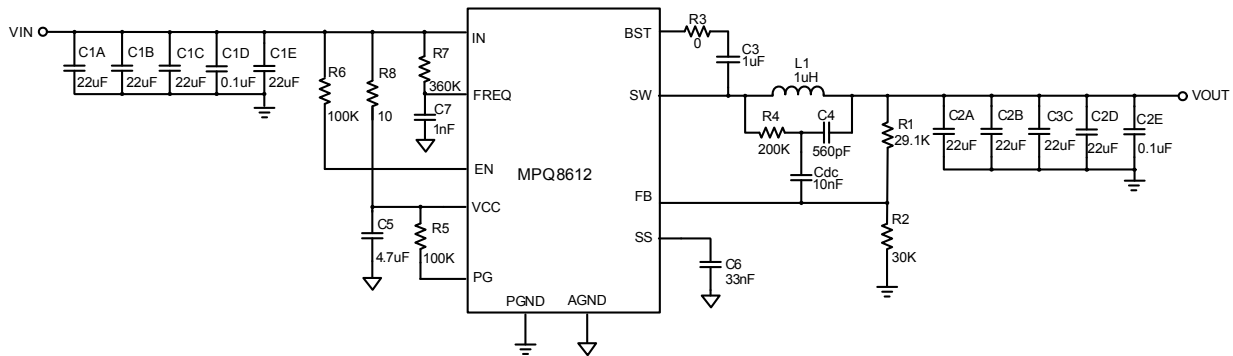 VIN
C1A
22uF
C1B
22uF
C1C
22uF
C1D
0.1uF
C1E
22uF
R6
100K
R8
10
R7
360K
C7
1nF
C5
4.7uF
R5
100K
IN
FREQ
EN
VCC
PG
MPQ8612
PGND
AGND
BST
SW
FB
SS
R3
0
C3
1uF
L1
1uH
R4
200K
C4
560pF
Cdc
10nF
C6
33nF
R1
29.1K
R2
30K
C2A
22uF
C2B
22uF
C3C
22uF
C2D
22uF
C2E
0.1uF
VOUT